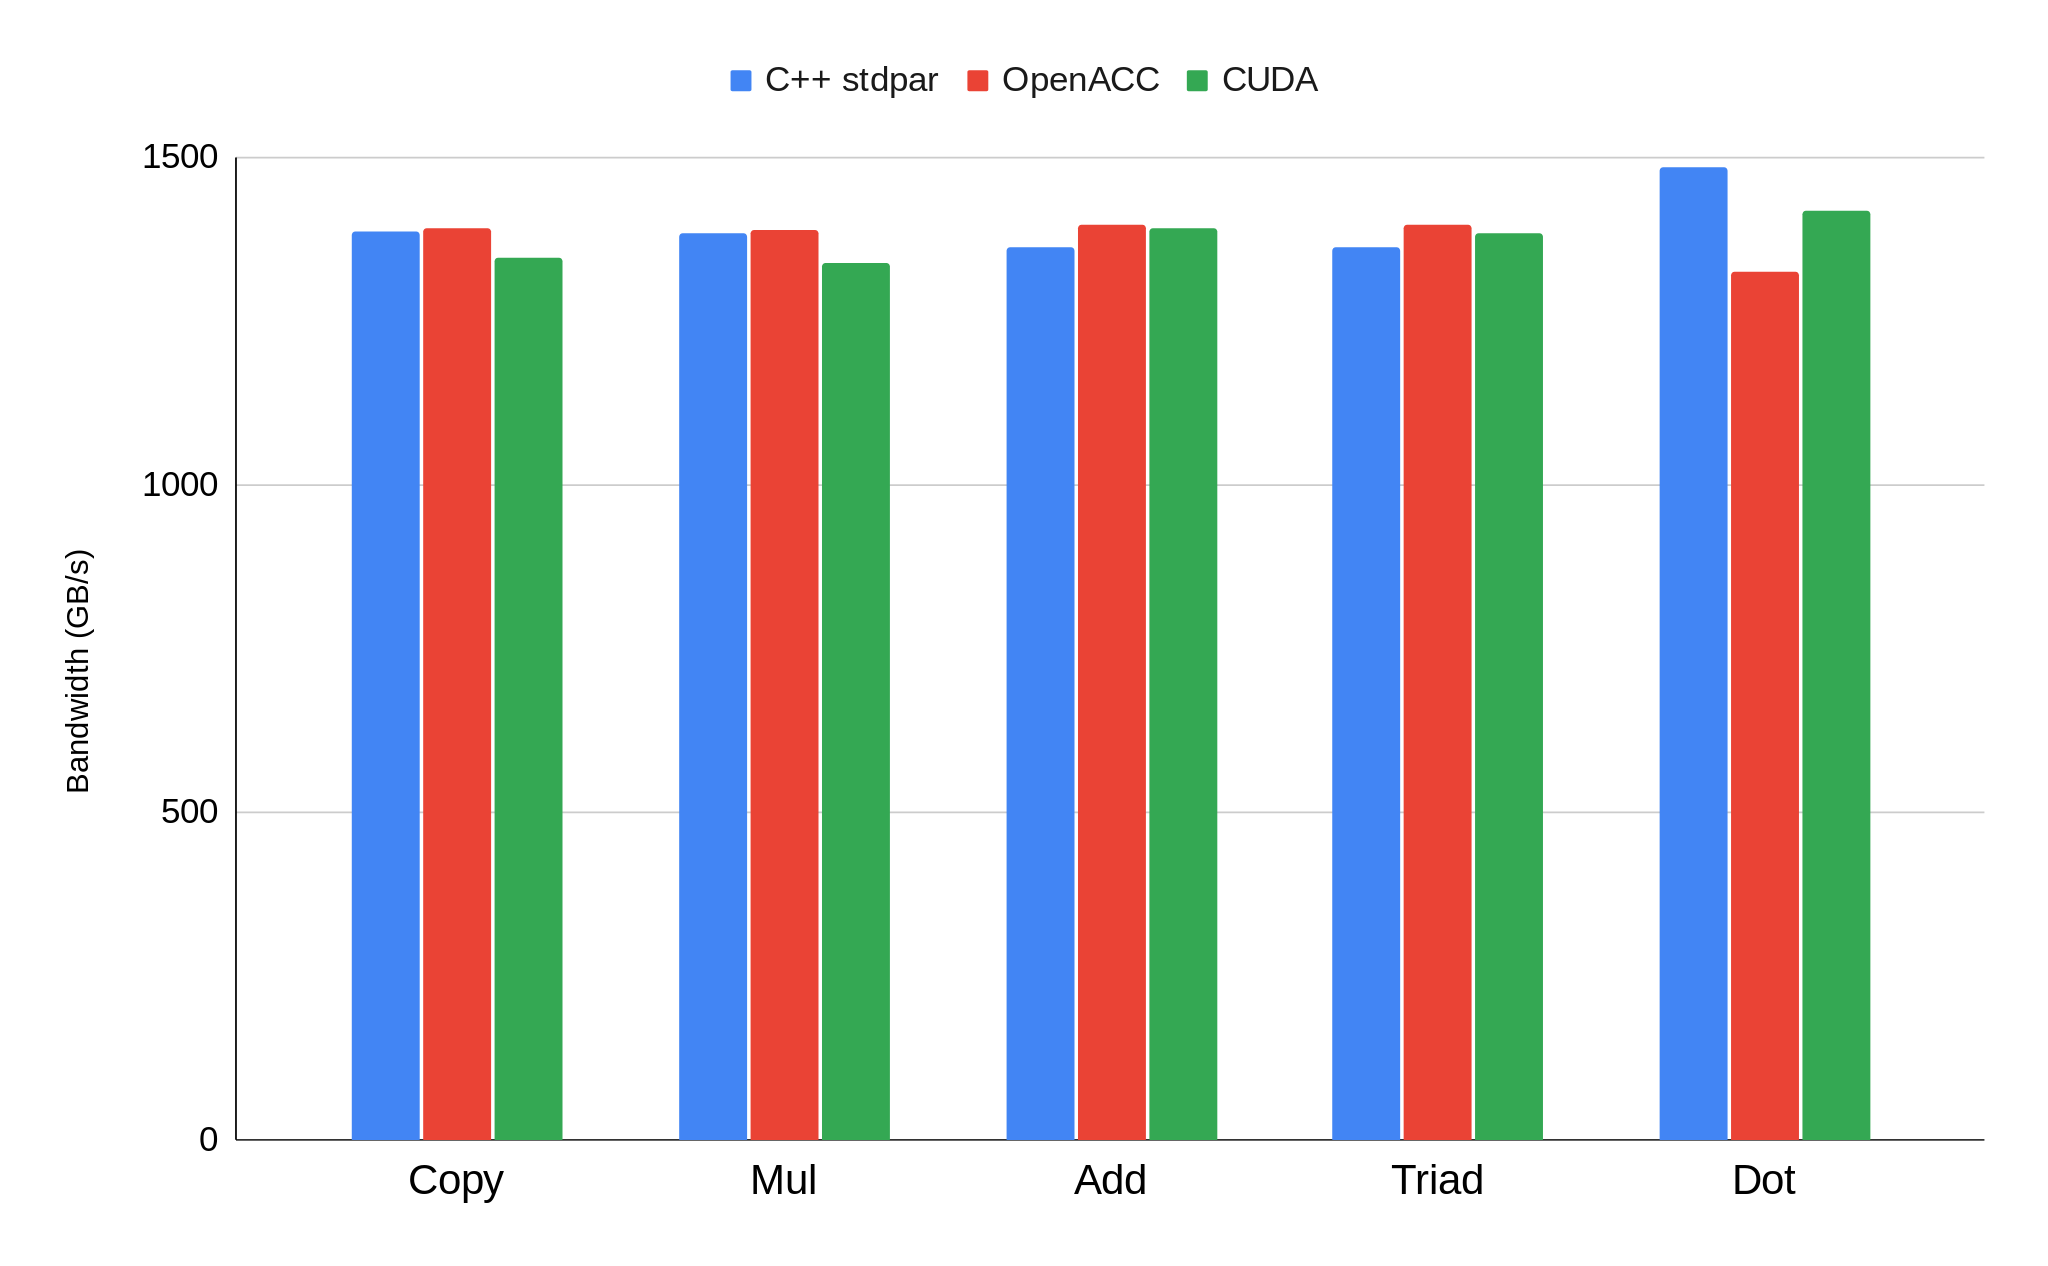 C++ stdpar OpenACC CUDA
1500
1000
500
0
Bandwidth (GB/s)
Copy Mul Add Triad Dot